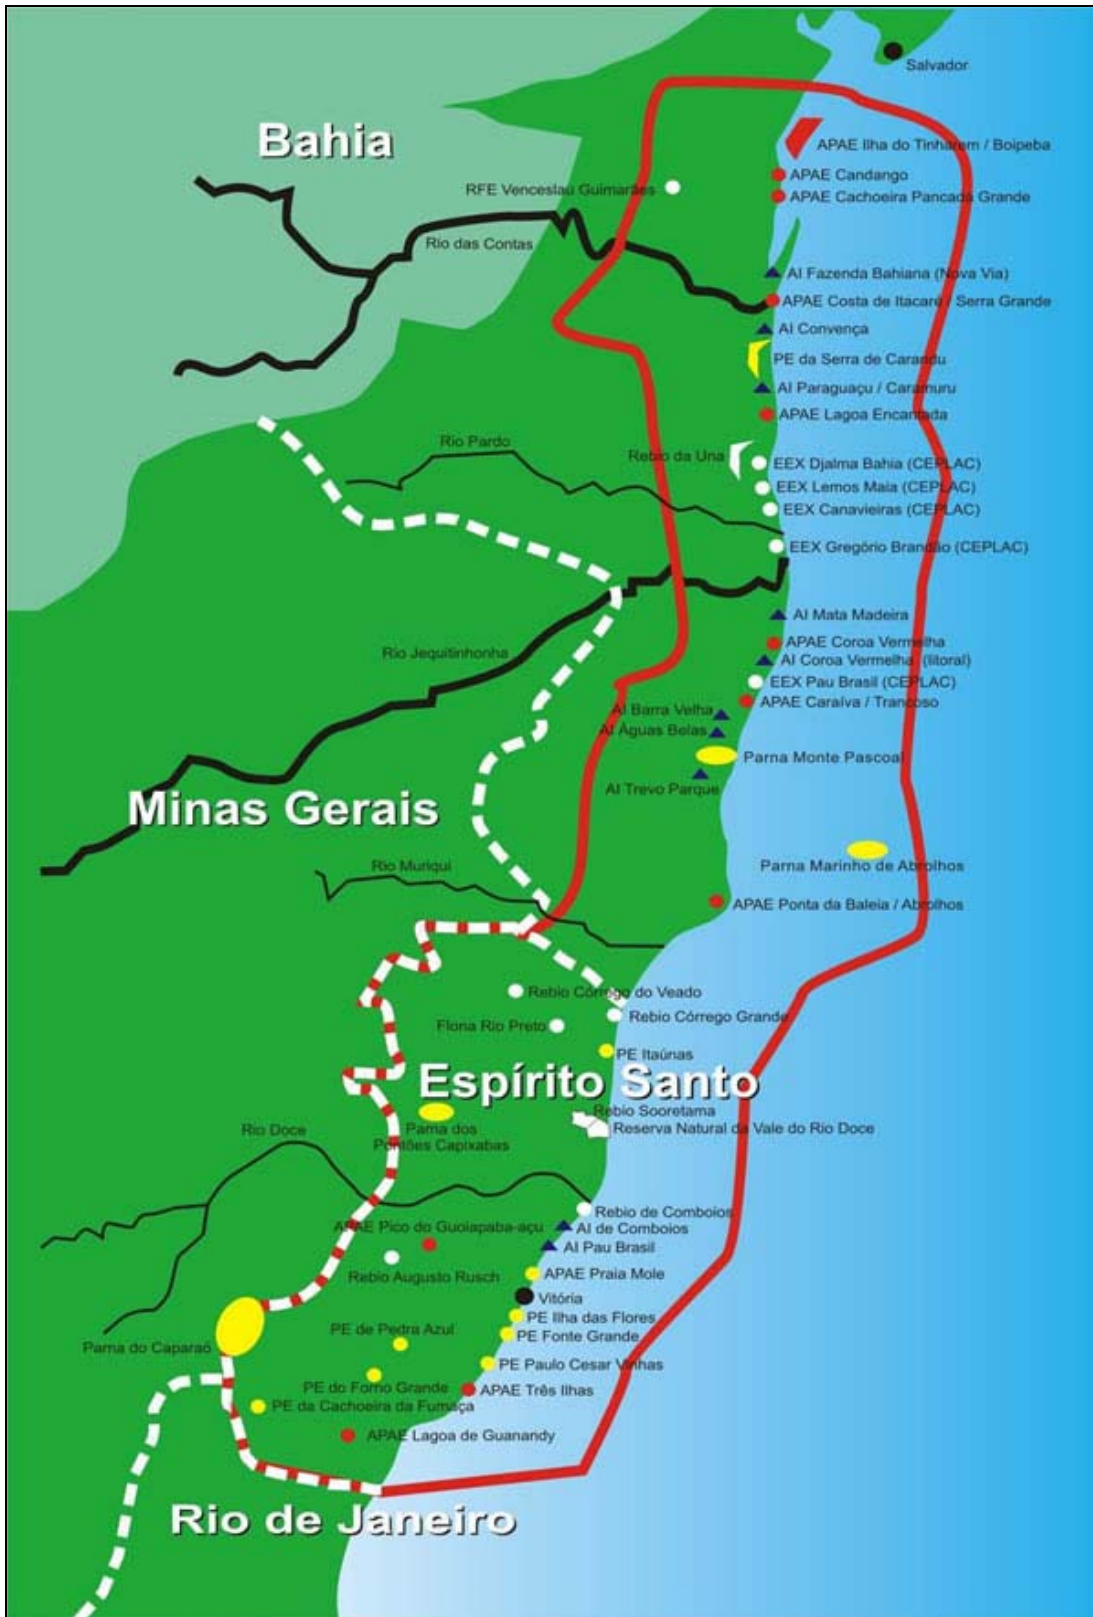 Salvador
Bahia
APAE Ilha do Tinharem / Boipeba
APAE Candango
RFE Venceslau Guimarães
APAE Cachoeira Pancada Grande
Rio das Contas
AI Fazenda Bahiana (Nova Via)
APAE Costa de Itacaré / Serra Grande
AI Convença
PE da Serra de Carandu
AI Paraguaçu / Caramuru
APAE Lagoa Encantada
Rio Pardo
Rebio da Una
EEX Djalma Bahia (CEPLAC)
EEX Lemos Maia (CEPLAC)
EEX Canavieiras (CEPLAC)
EEX Gregório Brandão (CEPLAC)
AI Mata Madeira
APAE Coroa Vermelha
Rio Jequitinhonha
AI Coroa Vermelha (litoral)
EEX Pau Brasil (CEPLAC)
APAE Caraíva / Trancoso
AI Barra Velha
AI Águas Belas
Parna Monte Pascoal
AI Trevo Parque
Minas Gerais
Rio Muriqui
Parna Marinho de Abrolhos
APAE Ponta da Baleia / Abrolhos
Rebio Córrego do Veado
Rebio Córrego Grande
Flona Rio Preto
PE Itaúnas
Espírito Santo
Rebio Sooretama
Reserva Natural da Vale do Rio Doce
Parna dos
Pontões Capixabas
Rio Doce
Rebio de Comboios
APAE Pico do Goiapaba-açu
AI de Comboios
AI Pau Brasil
Rebio Augusto Rusch
APAE Praia Mole
Vitória
PE Ilha das Flores
PE de Pedra Azul
PE Fonte Grande
Parna do Caparaó
PE Paulo Cesar Vinhas
PE do Forno Grande
APAE Três Ilhas
PE da Cachoeira da Fumaça
APAE Lagoa de Guanandy
Rio de Janeiro